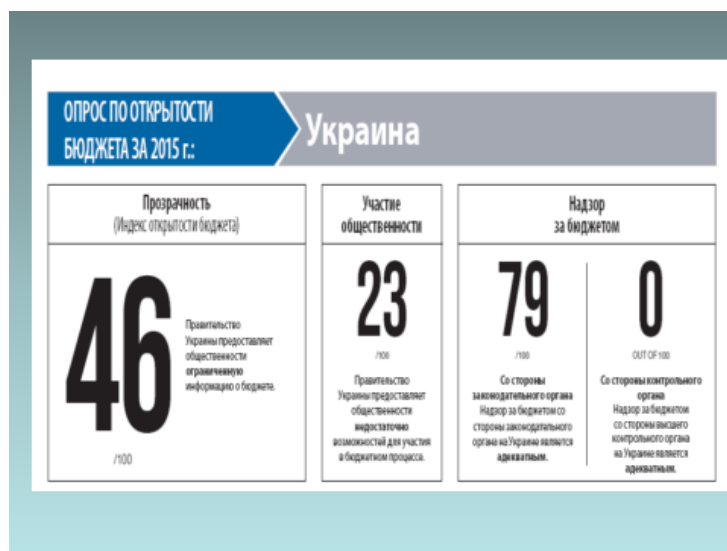 ОПРОС ПО ОТКРЫТОСТИ
БЮДЖЕТА ЗА 2015 г.:
Украина
Прозрачность
(Индекс открытости бюджета)
46
Правительство
Украины предоставляет
общественности
ограниченную
информацию о бюджете.
/100
Участие
общественности
23
/100
Правительство
Украины предоставляет
общественности
недостаточно
возможностей для участия
в бюджетном процессе.
Надзор
за бюджетом
79
/100
Со стороны
законодательного органа
Надзор за бюджетом со
стороны законодательного
органа на Украине является
адекватным.
0
OUT OF 100
Со стороны контрольного
органа
Надзор за бюджетом
со стороны высшего
контрольного органа
на Украине является
адекватным.